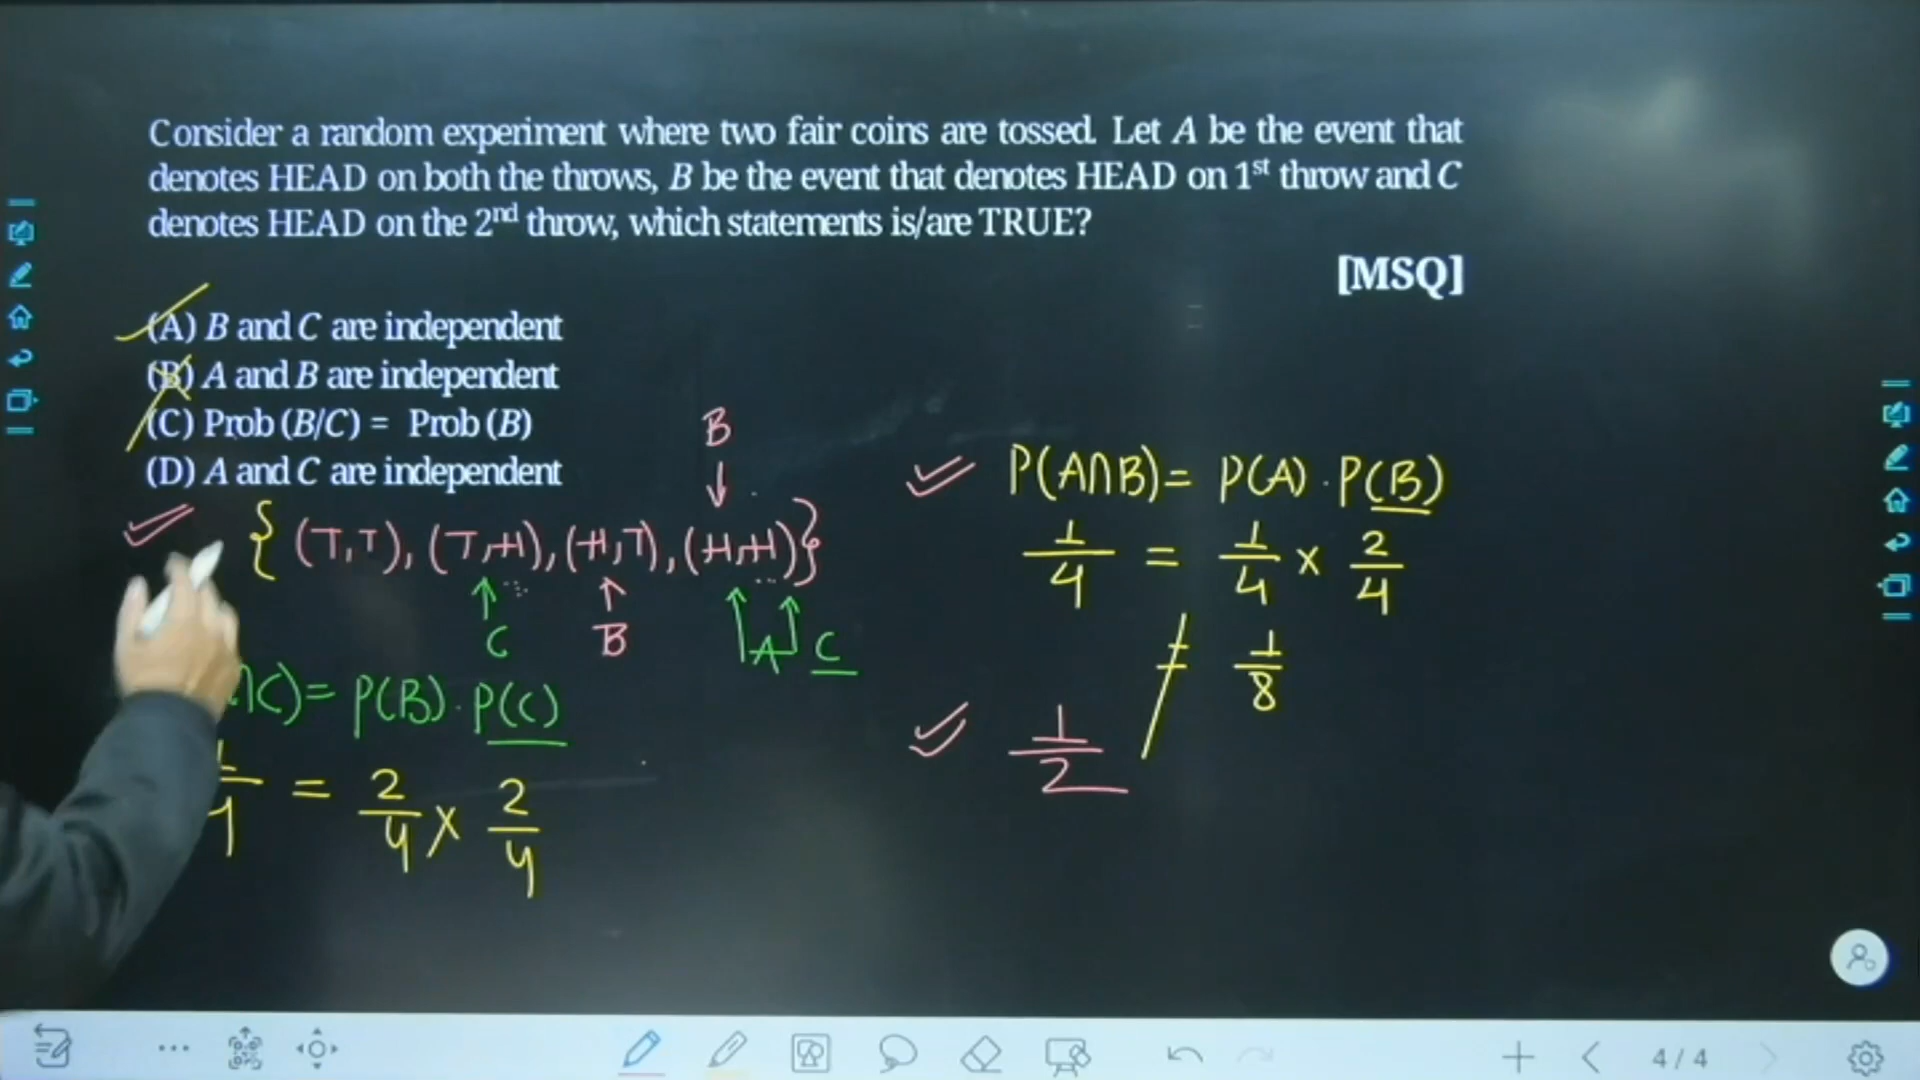 Consider a random experiment where two fair coins are tossed. Let A be the event that
denotes HEAD on both the throws, B be the event that denotes HEAD on 1st throw and C
denotes HEAD on the 2nd throw, which statements is/are TRUE?
[MSQ]
(A) B and C are independent
(B) A and B are independent
(C) Prob (B/C) = Prob (B)
(D) A and C are independent
B
{(T,T), (T,H), (H,T), (H,H)}
C B A C
∩C) = P(B) . P(C)
= 2/4 × 2/4
P(A∩B) = P(A) . P(B)
1/4 = 1/4 × 2/4
≠ 1/8
1/2
4 / 4